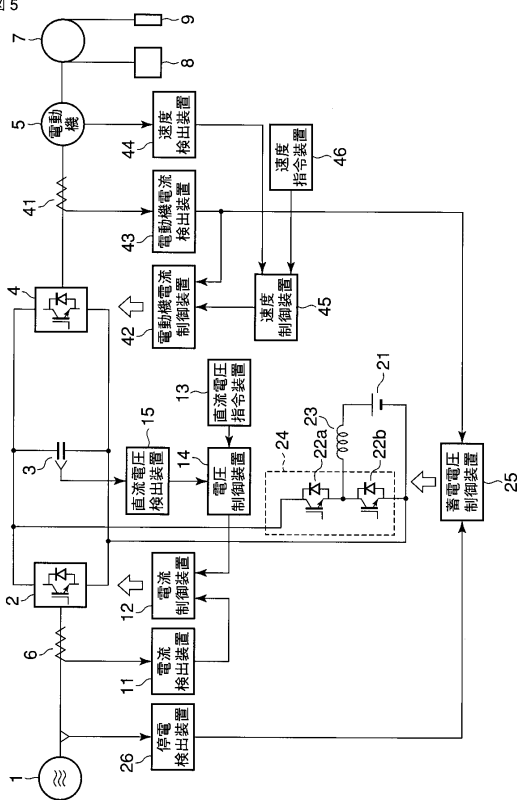 図 5
1
6
2
3
4
41
5
電動機
7
9
8
26
停電
検出装置
11
電流
検出装置
12
電流
制御装置
14
電圧
制御装置
15
直流電圧
検出装置
13
直流電圧
指令装置
42
電動機電流
制御装置
43
電動機電流
検出装置
44
速度
検出装置
45
速度
制御装置
速度
指令装置
46
24
22a
22b
23
21
蓄電電圧
制御装置
25